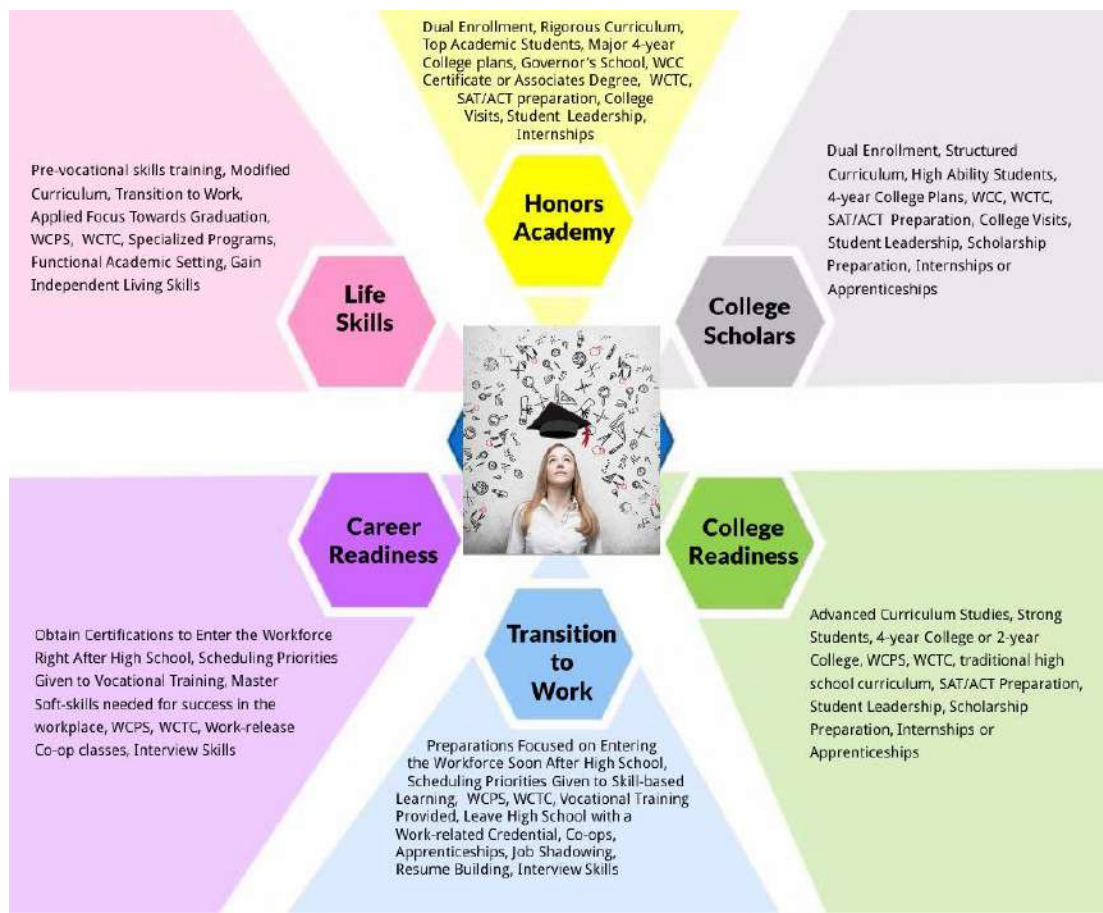 Dual Enrollment, Rigorous Curriculum,
Top Academic Students, Major 4-year
College plans, Governor's School, WCC
Certificate or Associates Degree, WCTC,
SAT/ACT preparation, College
Visits, Student Leadership,
Internships
Honors
Academy
Pre-vocational skills training, Modified
Curriculum, Transition to Work,
Applied Focus Towards Graduation,
WCPS, WCTC, Specialized Programs,
Functional Academic Setting, Gain
Independent Living Skills
Life
Skills
Dual Enrollment, Structured
Curriculum, High Ability Students,
4-year College Plans, WCC, WCTC,
SAT/ACT Preparation, College Visits,
Student Leadership, Scholarship
Preparation, Internships or
Apprenticeships
College
Scholars
Career
Readiness
Obtain Certifications to Enter the Workforce
Right After High School, Scheduling Priorities
Given to Vocational Training, Master
Soft-skills needed for success in the
workplace, WCPS, WCTC, Work-release
Co-op classes, Interview Skills
Transition
to
Work
Preparations Focused on Entering
the Workforce Soon After High School,
Scheduling Priorities Given to Skill-based
Learning, WCPS, WCTC, Vocational Training
Provided, Leave High School with a
Work-related Credential, Co-ops,
Apprenticeships, Job Shadowing,
Resume Building, Interview Skills
College
Readiness
Advanced Curriculum Studies, Strong
Students, 4-year College or 2-year
College, WCPS, WCTC, traditional high
school curriculum, SAT/ACT Preparation,
Student Leadership, Scholarship
Preparation, Internships or
Apprenticeships